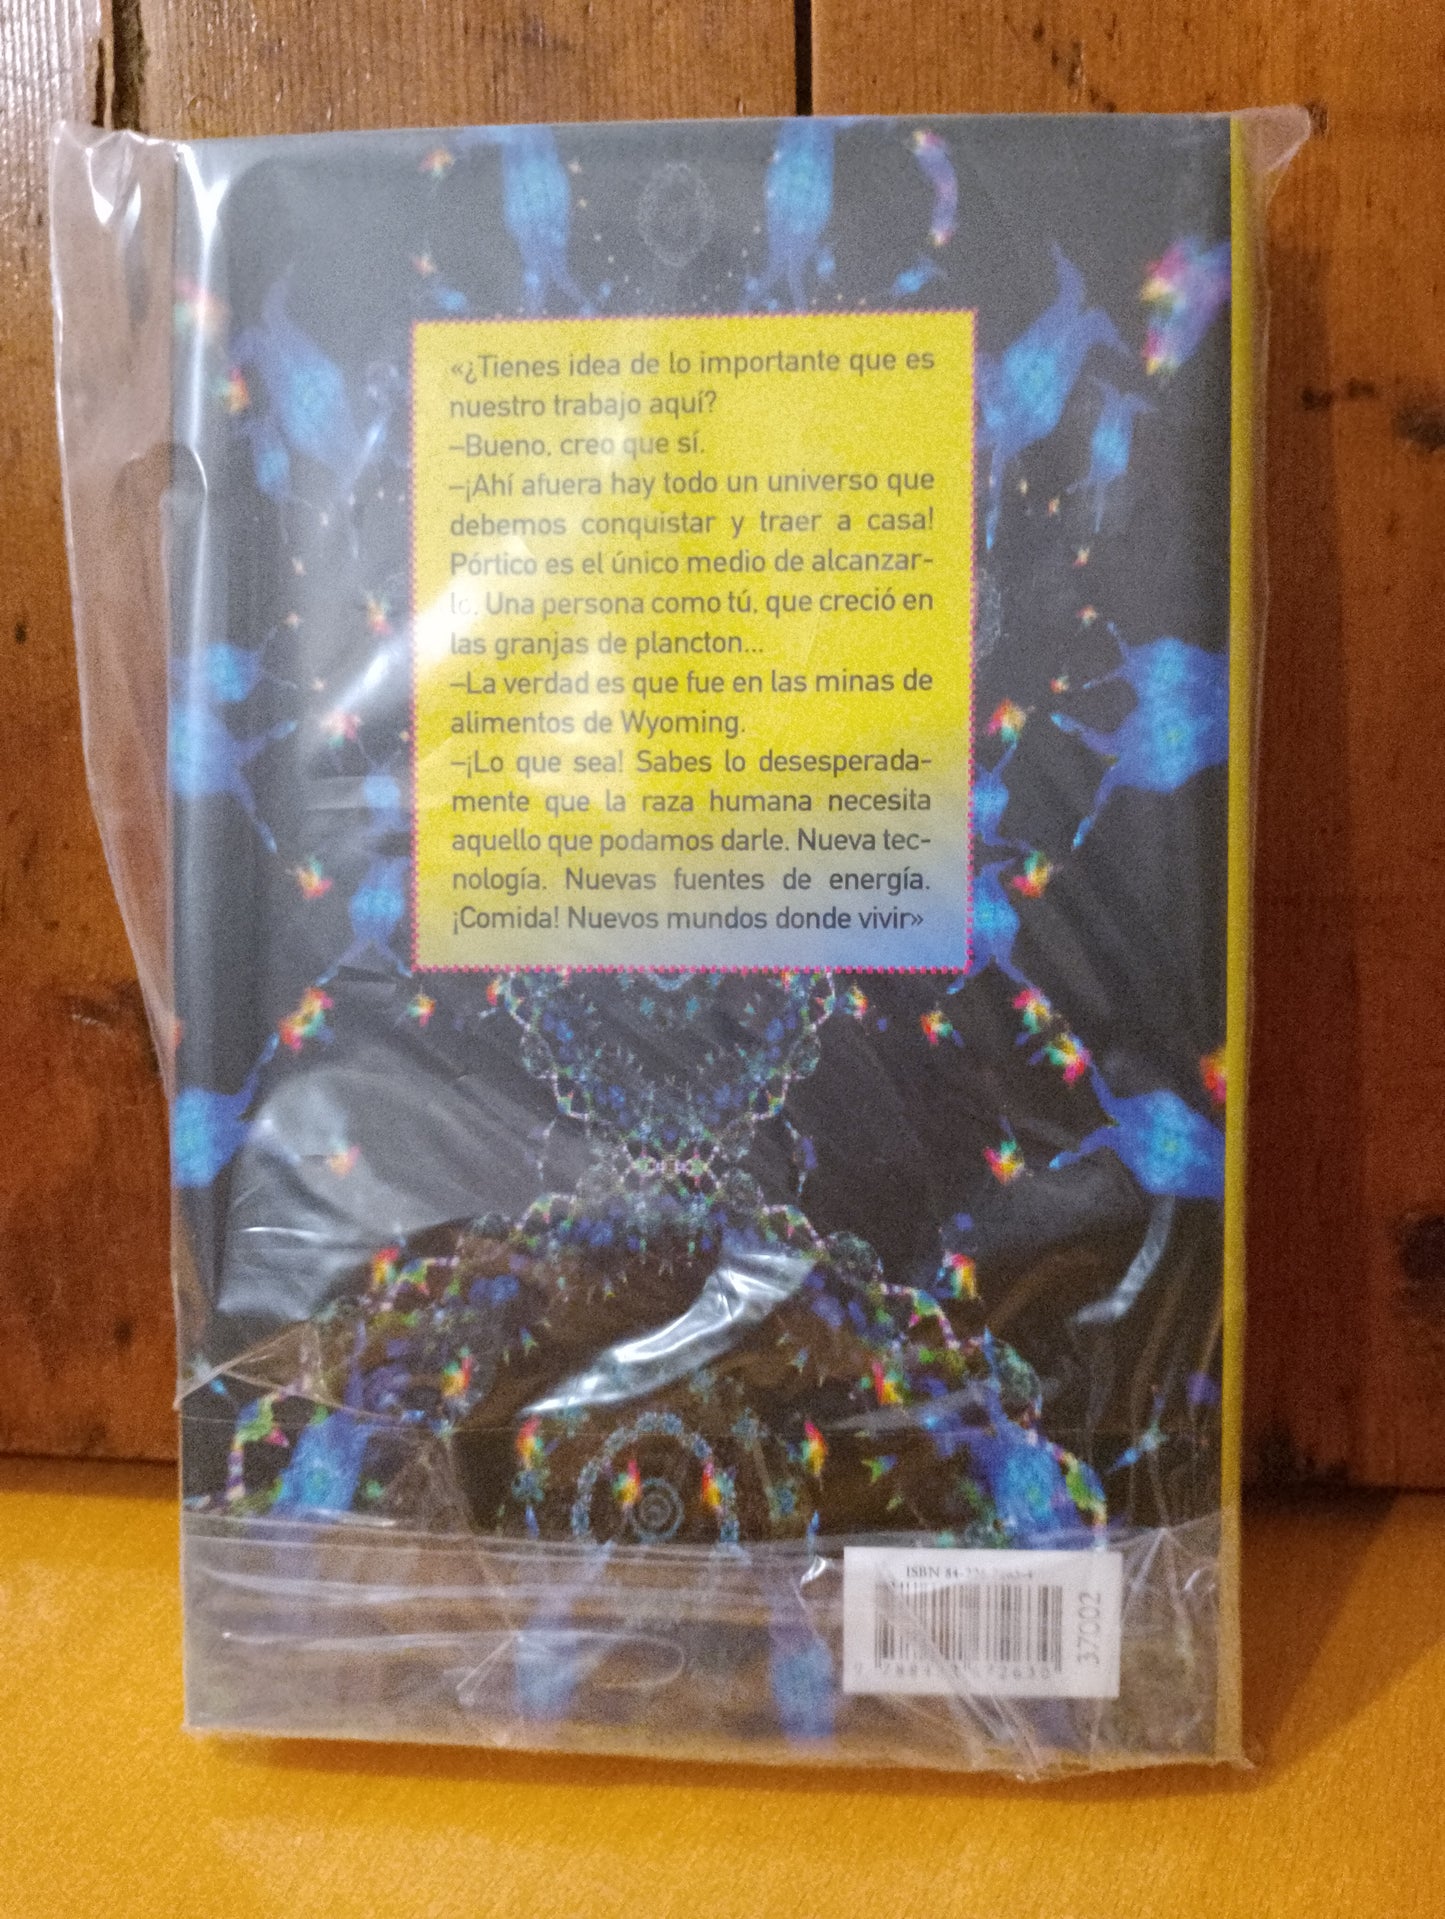 «¿Tienes idea de lo importante que es
nuestro trabajo aquí?
–Bueno, creo que sí.
–¡Ahí afuera hay todo un universo que
debemos conquistar y traer a casa!
Pórtico es el único medio de alcanzar-
lo. Una persona como tú, que creció en
las granjas de plancton...
–La verdad es que fue en las minas de
alimentos de Wyoming.
–¡Lo que sea! Sabes lo desesperada-
mente que la raza humana necesita
aquello que podamos darle. Nueva tec-
nología. Nuevas fuentes de energía.
¡Comida! Nuevos mundos donde vivir»
ISBN
37002